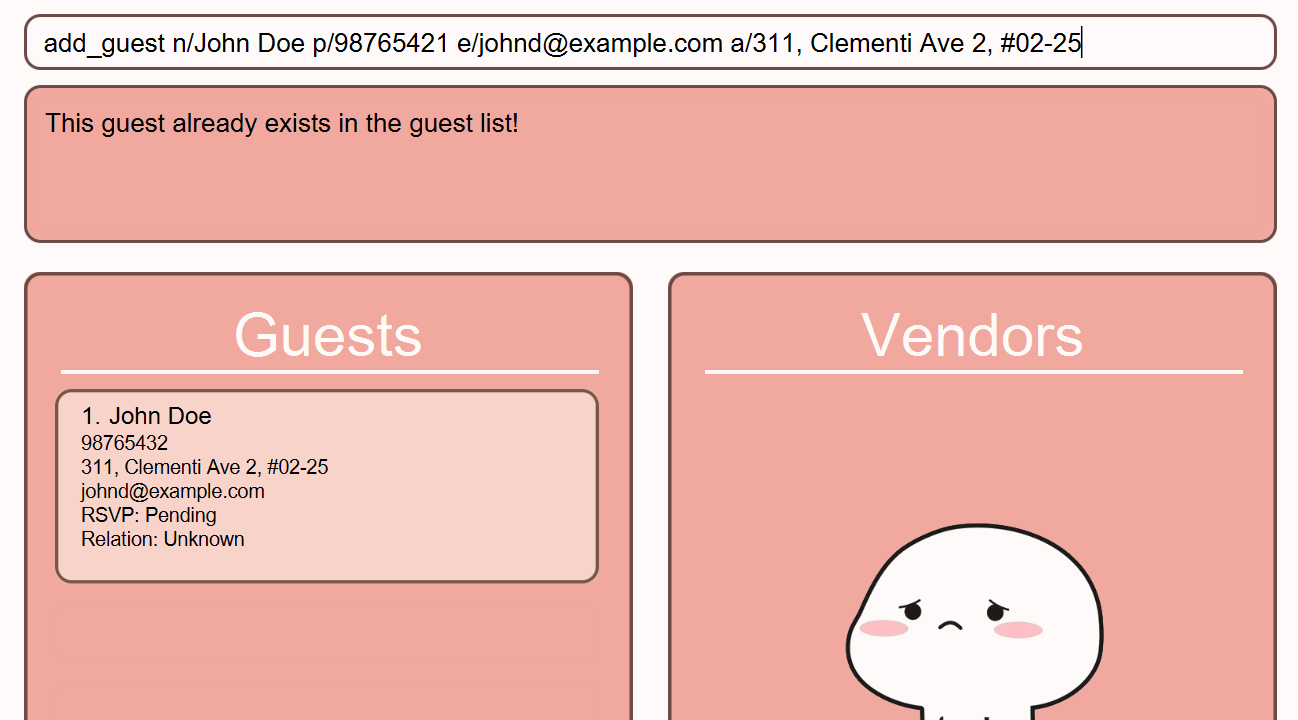 add_guest n/John Doe p/98765421 e/johnd@example.com a/311, Clementi Ave 2, #02-25
This guest already exists in the guest list!
Guests
1. John Doe
98765432
311, Clementi Ave 2, #02-25
johnd@example.com
RSVP: Pending
Relation: Unknown
Vendors